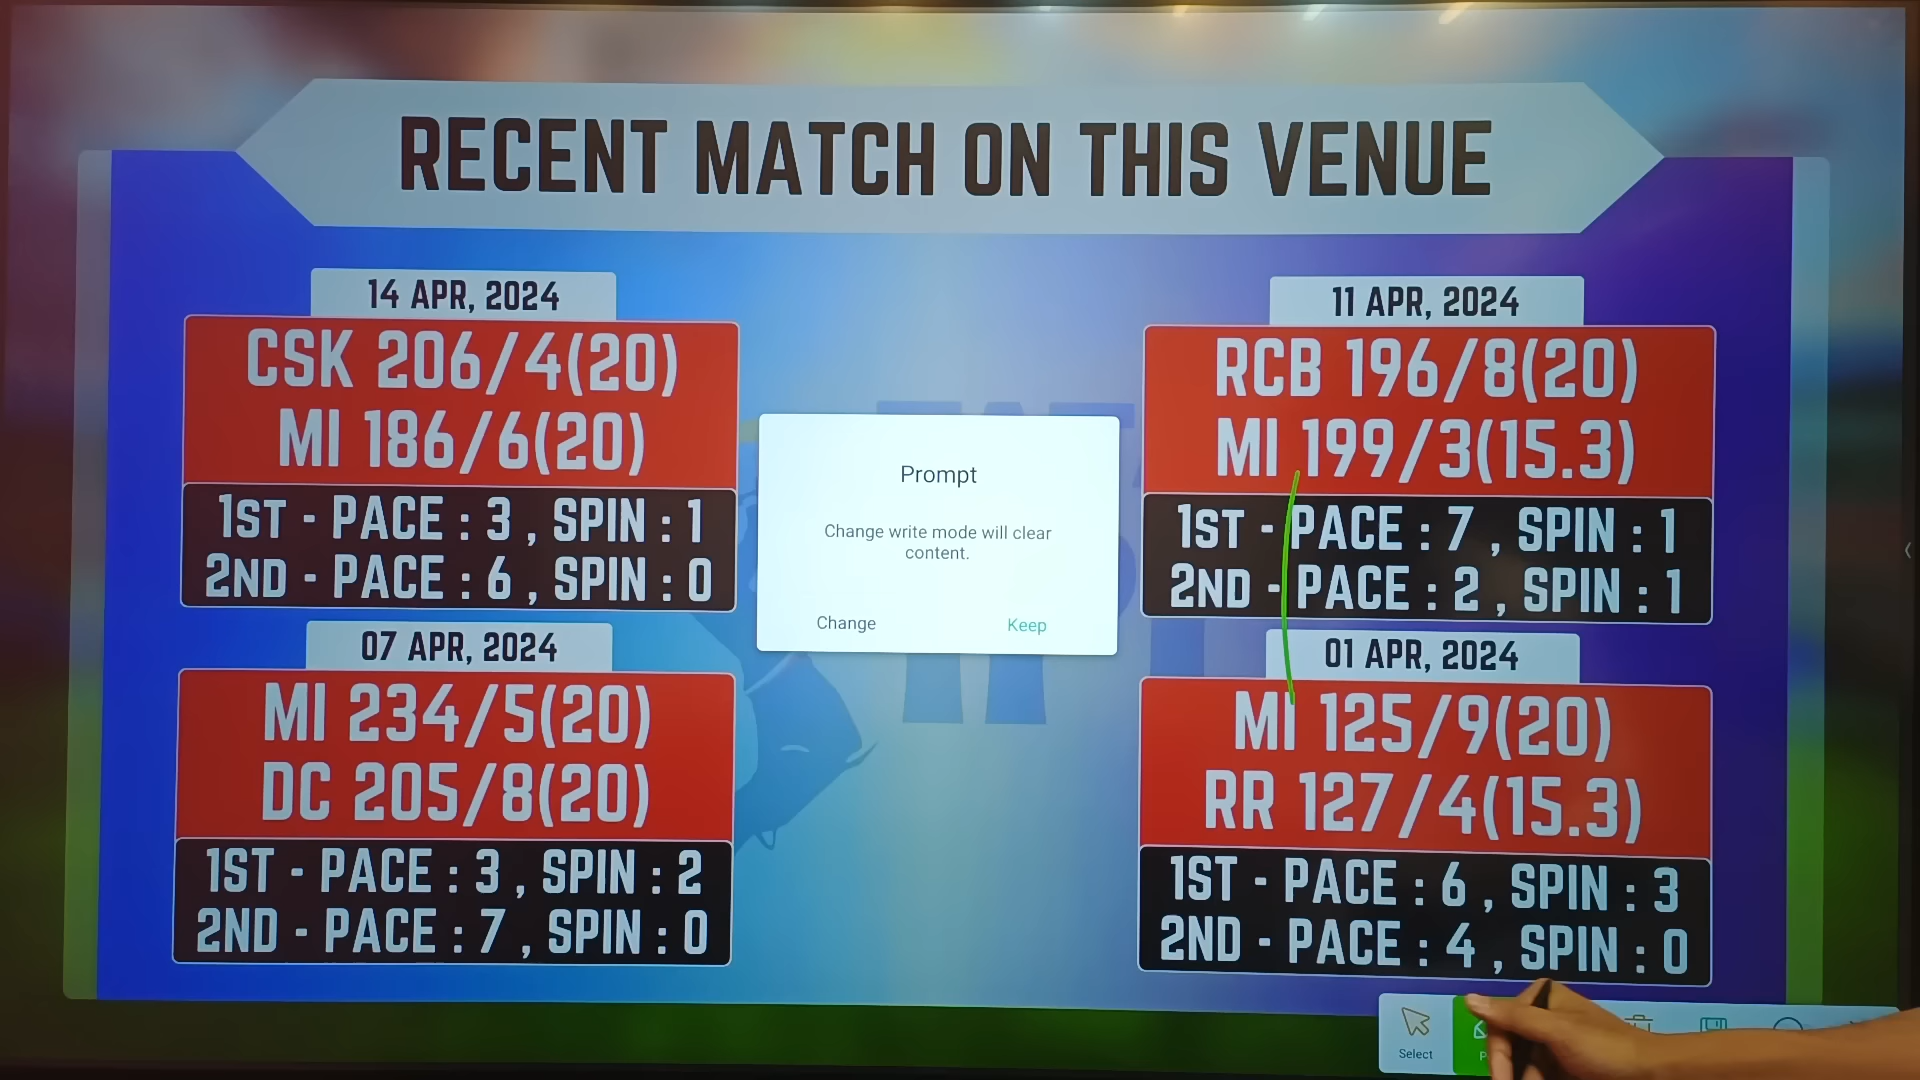 RECENT MATCH ON THIS VENUE
14 APR, 2024
CSK 206/4(20)
MI 186/6(20)
1ST - PACE : 3 , SPIN : 1
2ND - PACE : 6 , SPIN : 0
11 APR, 2024
RCB 196/8(20)
MI 199/3(15.3)
1ST - PACE : 7 , SPIN : 1
2ND - PACE : 2 , SPIN : 1
Prompt
Change write mode will clear
content.
Change
Keep
07 APR, 2024
MI 234/5(20)
DC 205/8(20)
1ST - PACE : 3 , SPIN : 2
2ND - PACE : 7 , SPIN : 0
01 APR, 2024
MI 125/9(20)
RR 127/4(15.3)
1ST - PACE : 6 , SPIN : 3
2ND - PACE : 4 , SPIN : 0
Select